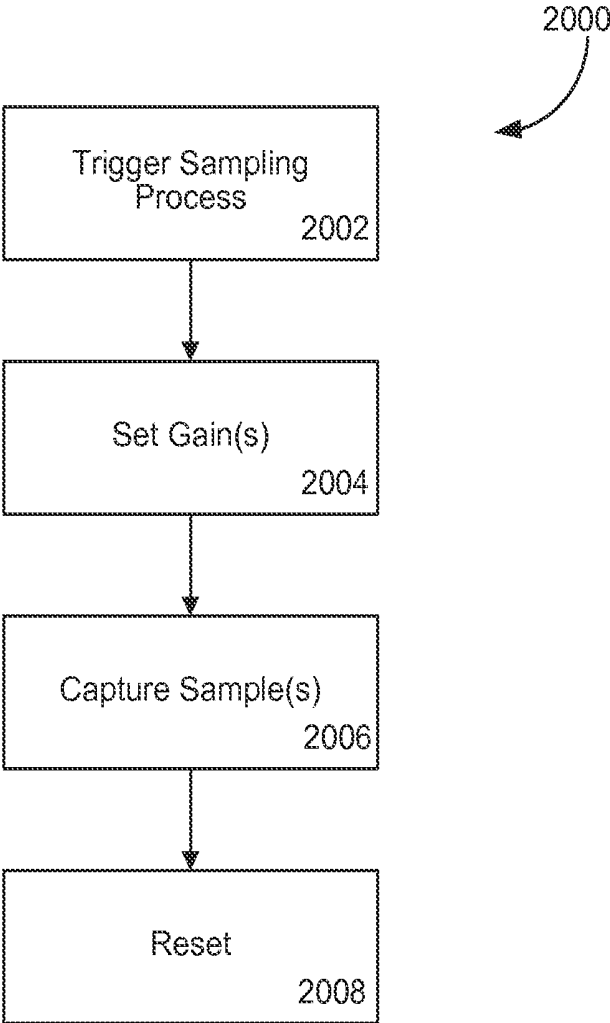 2000
Trigger Sampling
Process
2002
Set Gain(s)
2004
Capture Sample(s)
2006
Reset
2008